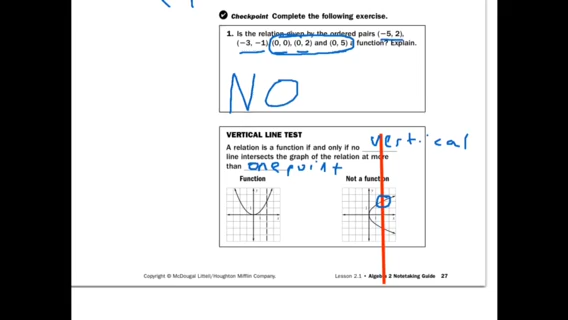 Checkpoint Complete the following exercise.
1. Is the relation given by the ordered pairs (−5, 2),
(−3, −1), (0, 0), (0, 2) and (0, 5) a function? Explain.
NO
VERTICAL LINE TEST
A relation is a function if and only if no vertical
line intersects the graph of the relation at more
than one point
Function Not a function
Copyright © McDougal Littell/Houghton Mifflin Company. Lesson 2.1 • Algebra 2 Notetaking Guide 27